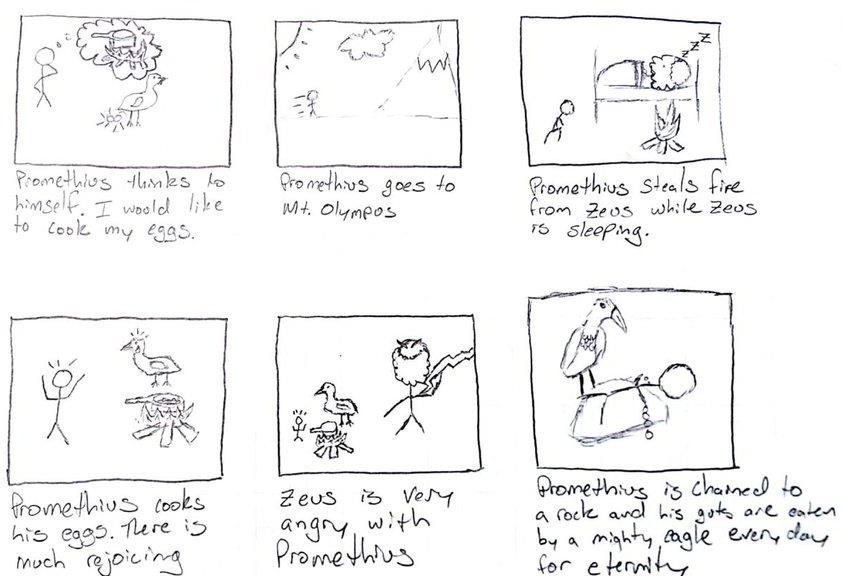 Promethius thinks to
himself. I would like
to cook my eggs.
Promethius goes to
Mt. Olympos
z z z
Promethius steals fire
from Zeus while Zeus
is sleeping.
Promethius cooks
his eggs. There is
much rejoicing
Zeus is very
angry with
Promethius
Promethius is chained to
a rock and his guts are eaten
by a mighty eagle every day
for eternity